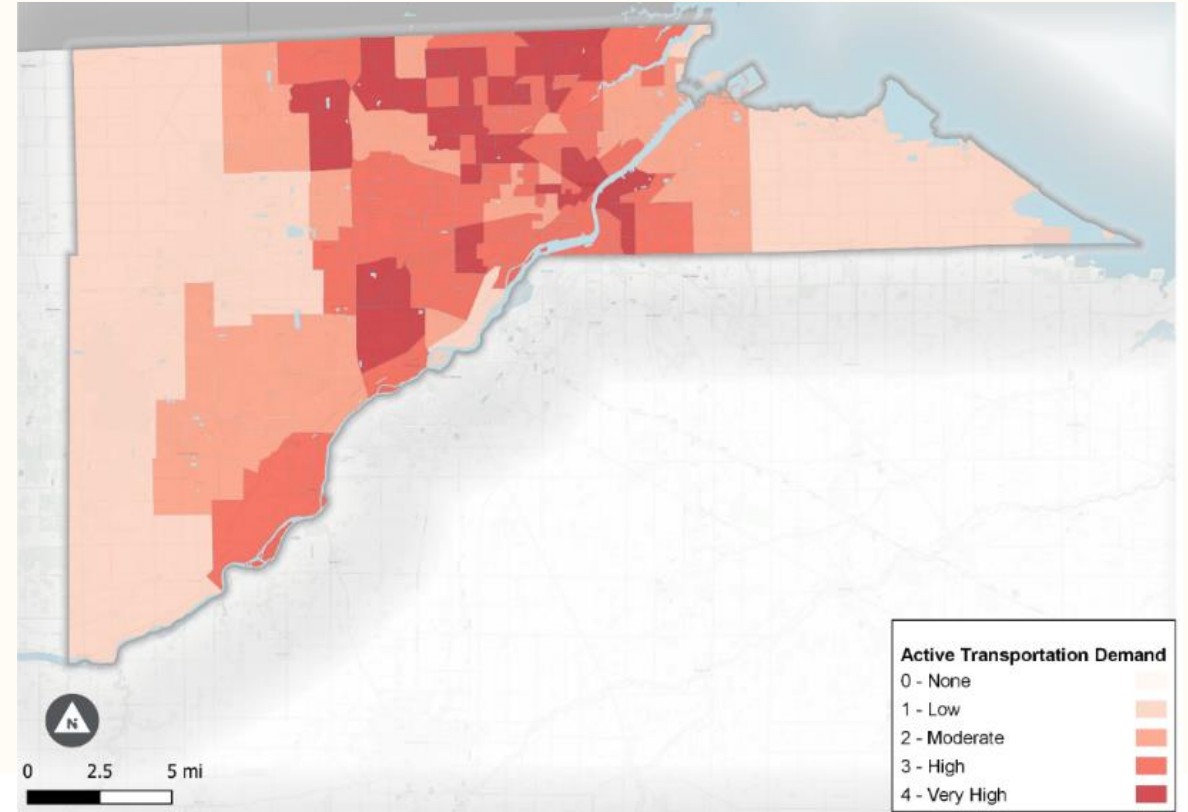 N
0 2.5 5 mi
Active Transportation Demand
0 - None
1 - Low
2 - Moderate
3 - High
4 - Very High